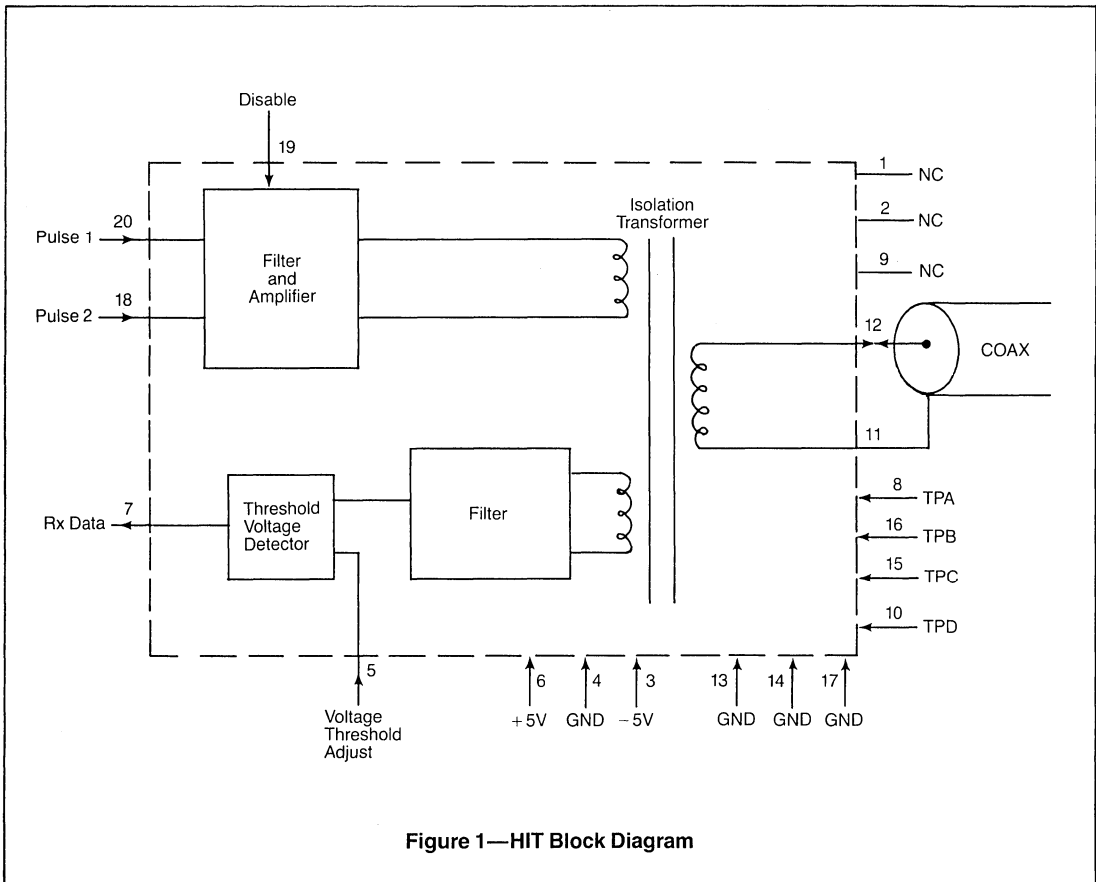 Disable
19
1
NC
Isolation
Transformer
2
NC
20
Pulse 1
Filter
and
Amplifier
9
NC
18
Pulse 2
12
COAX
11
8
TPA
7
Rx Data
Threshold
Voltage
Detector
Filter
16
TPB
15
TPC
10
TPD
5
6
4
3
13
14
17
Voltage
Threshold
Adjust
+5V
GND
−5V
GND
GND
GND
Figure 1—HIT Block Diagram